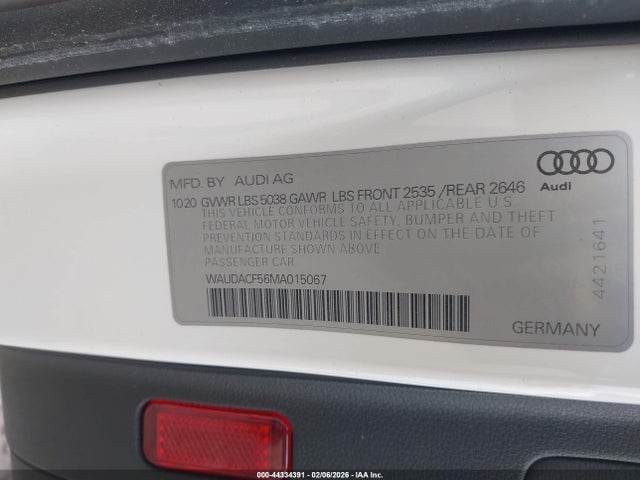 MFD. BY AUDI AG
1020 GVWR LBS 5038 GAWR LBS FRONT 2535 /REAR 2646
THIS VEHICLE CONFORMS TO ALL APPLICABLE U.S.
FEDERAL MOTOR VEHICLE SAFETY, BUMPER AND THEFT
PREVENTION STANDARDS IN EFFECT ON THE DATE OF
MANUFACTURE SHOWN ABOVE
PASSENGER CAR
WAUDACF56MA015067
Audi
4421641
GERMANY
000-44334391 - 02/06/2026 - IAA Inc.